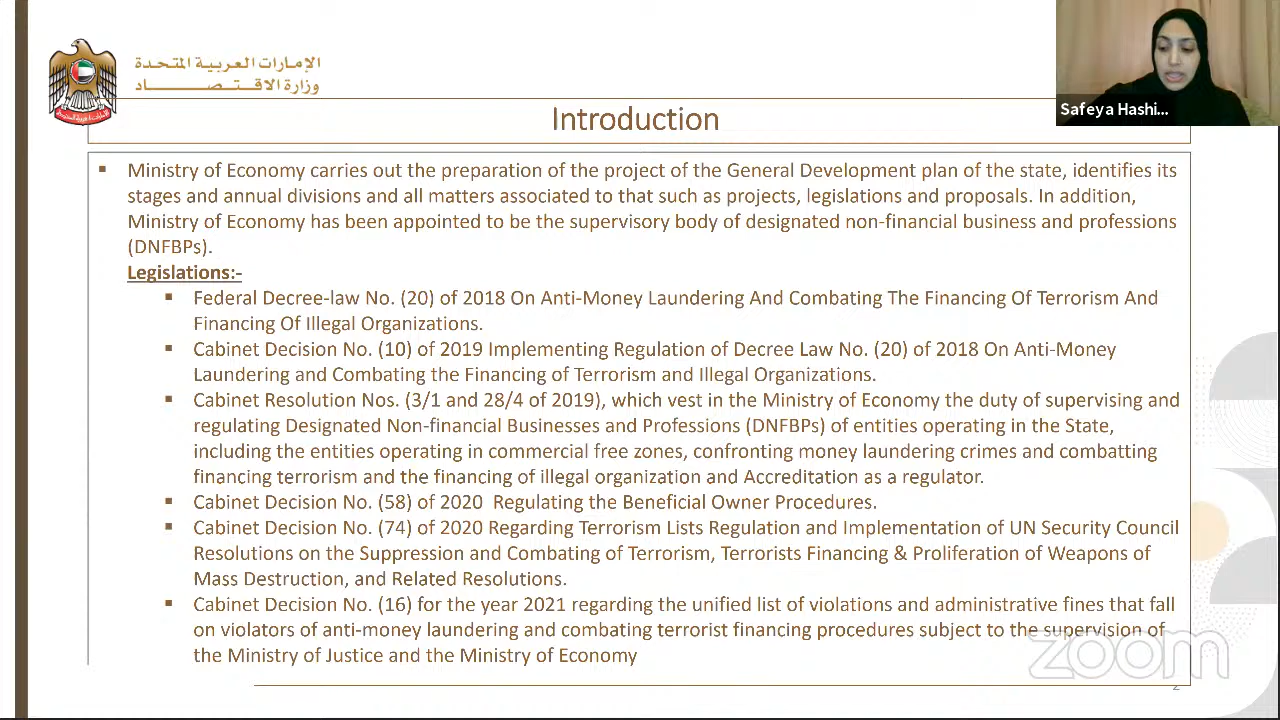 الإمارات العربية المتحدة
وزارة الاقـتـصـــــــاد
Safeya Hashi...
Introduction
▪ Ministry of Economy carries out the preparation of the project of the General Development plan of the state, identifies its
stages and annual divisions and all matters associated to that such as projects, legislations and proposals. In addition,
Ministry of Economy has been appointed to be the supervisory body of designated non-financial business and professions
(DNFBPs).
Legislations:-
▪ Federal Decree-law No. (20) of 2018 On Anti-Money Laundering And Combating The Financing Of Terrorism And
Financing Of Illegal Organizations.
▪ Cabinet Decision No. (10) of 2019 Implementing Regulation of Decree Law No. (20) of 2018 On Anti-Money
Laundering and Combating the Financing of Terrorism and Illegal Organizations.
▪ Cabinet Resolution Nos. (3/1 and 28/4 of 2019), which vest in the Ministry of Economy the duty of supervising and
regulating Designated Non-financial Businesses and Professions (DNFBPs) of entities operating in the State,
including the entities operating in commercial free zones, confronting money laundering crimes and combatting
financing terrorism and the financing of illegal organization and Accreditation as a regulator.
▪ Cabinet Decision No. (58) of 2020 Regulating the Beneficial Owner Procedures.
▪ Cabinet Decision No. (74) of 2020 Regarding Terrorism Lists Regulation and Implementation of UN Security Council
Resolutions on the Suppression and Combating of Terrorism, Terrorists Financing & Proliferation of Weapons of
Mass Destruction, and Related Resolutions.
▪ Cabinet Decision No. (16) for the year 2021 regarding the unified list of violations and administrative fines that fall
on violators of anti-money laundering and combating terrorist financing procedures subject to the supervision of
the Ministry of Justice and the Ministry of Economy
zoom
2